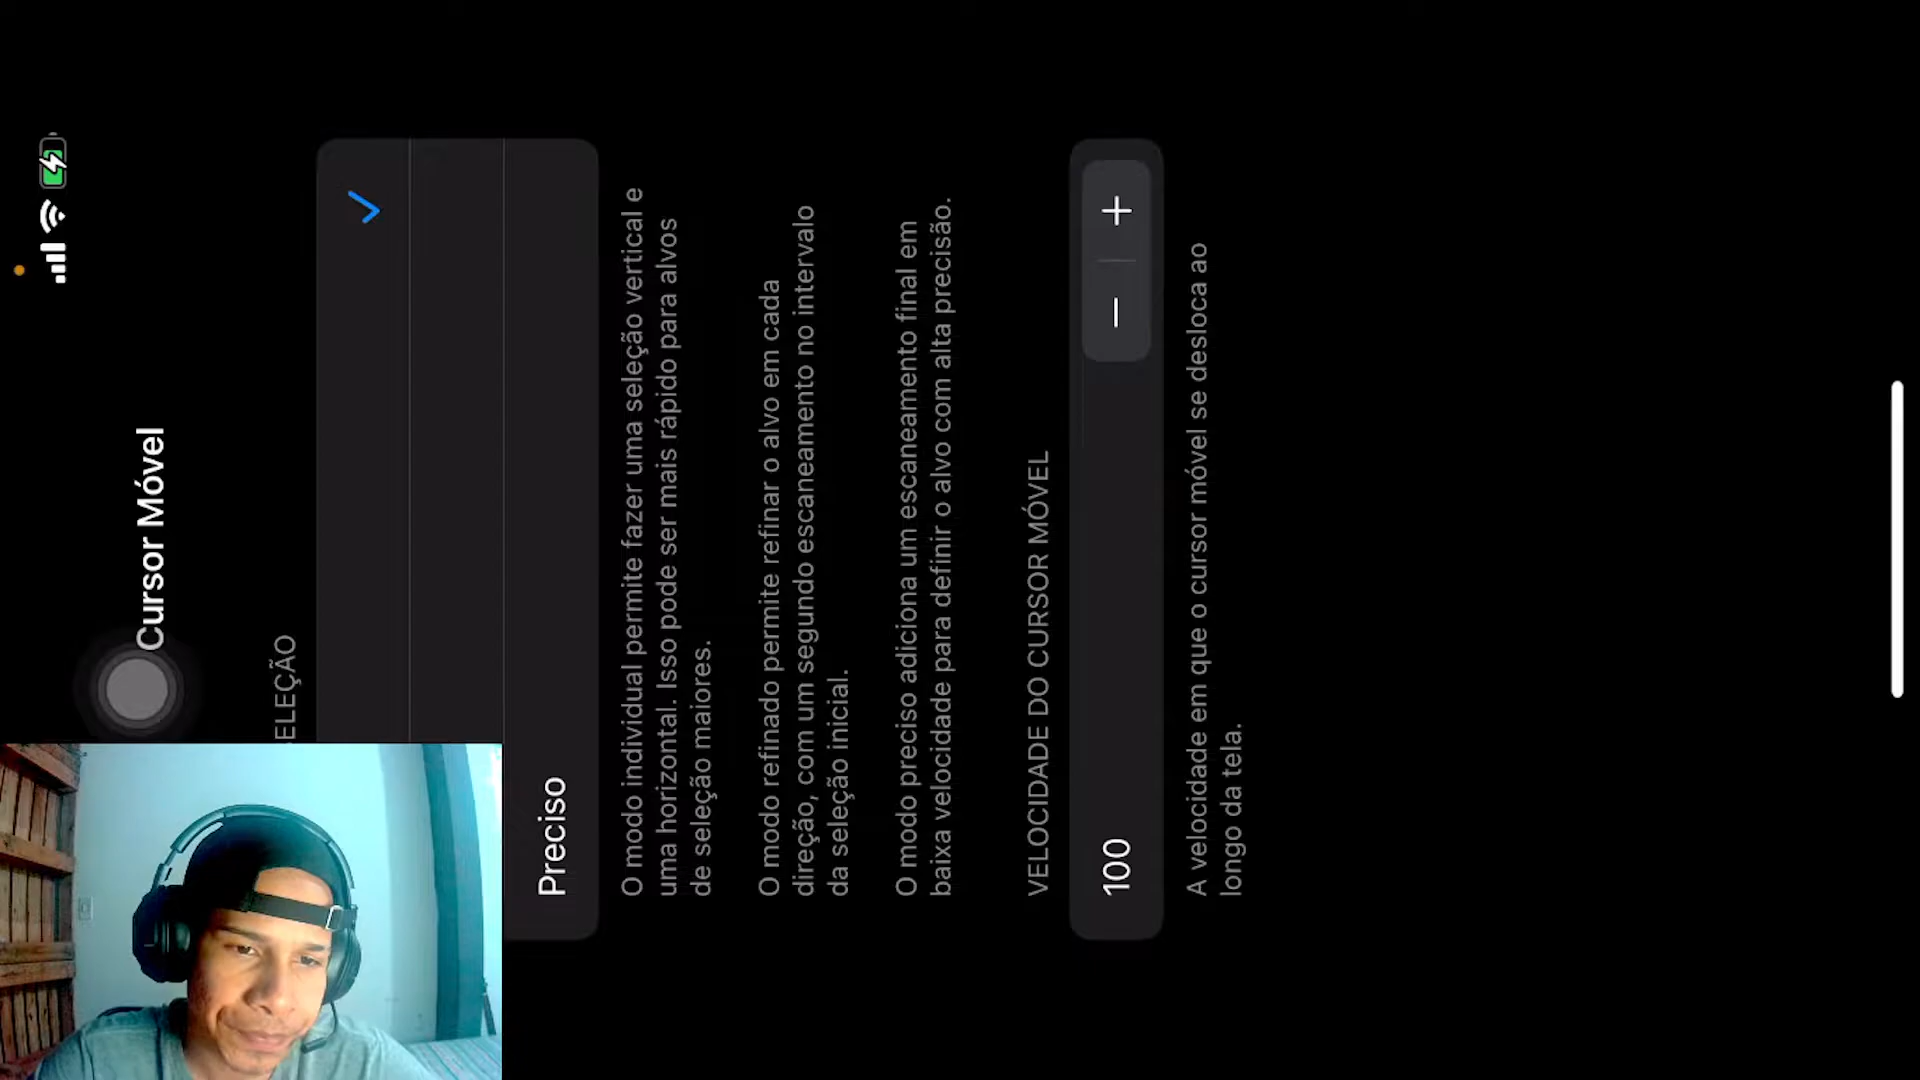 Cursor Móvel
ELEÇÃO
Preciso
O modo individual permite fazer uma seleção vertical e
uma horizontal. Isso pode ser mais rápido para alvos
de seleção maiores.
O modo refinado permite refinar o alvo em cada
direção, com um segundo escaneamento no intervalo
da seleção inicial.
O modo preciso adiciona um escaneamento final em
baixa velocidade para definir o alvo com alta precisão.
VELOCIDADE DO CURSOR MÓVEL
100
A velocidade em que o cursor móvel se desloca ao
longo da tela.